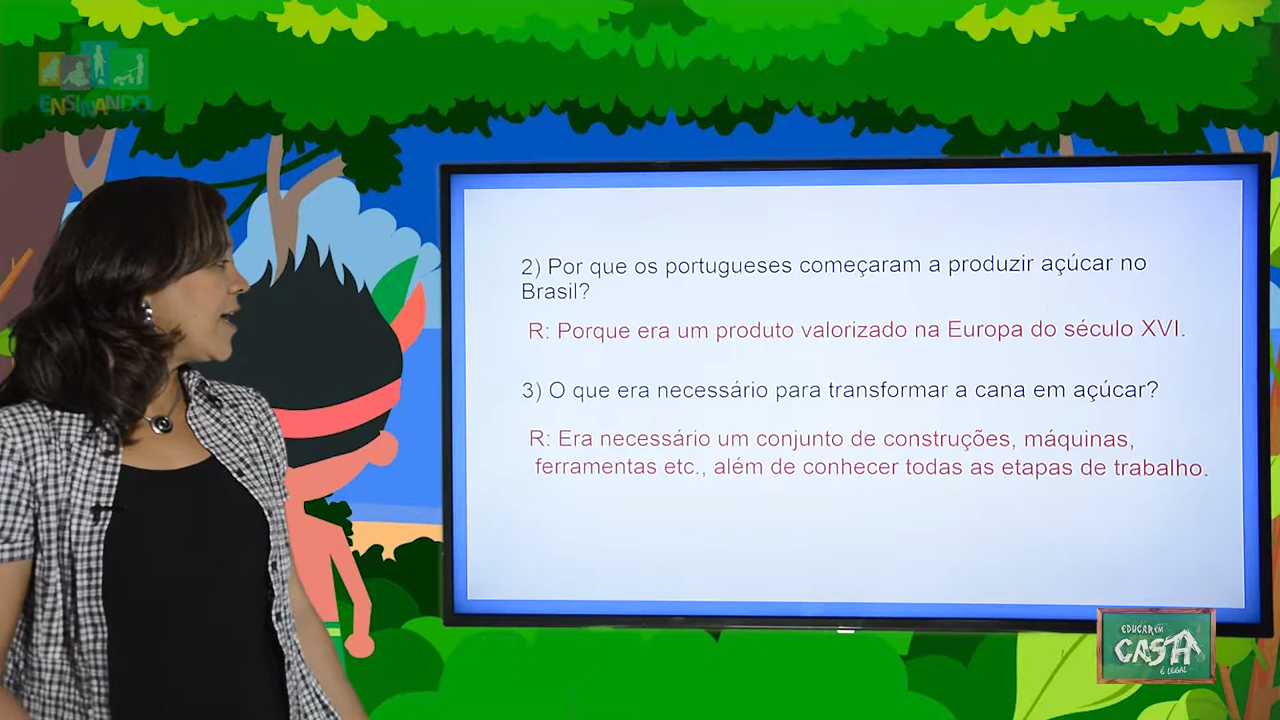 ENSINANDO
2) Por que os portugueses começaram a produzir açúcar no
Brasil?
R: Porque era um produto valorizado na Europa do século XVI.
3) O que era necessário para transformar a cana em açúcar?
R: Era necessário um conjunto de construções, máquinas,
ferramentas etc., além de conhecer todas as etapas de trabalho.
EDUCAR EM
CASA
É LEGAL